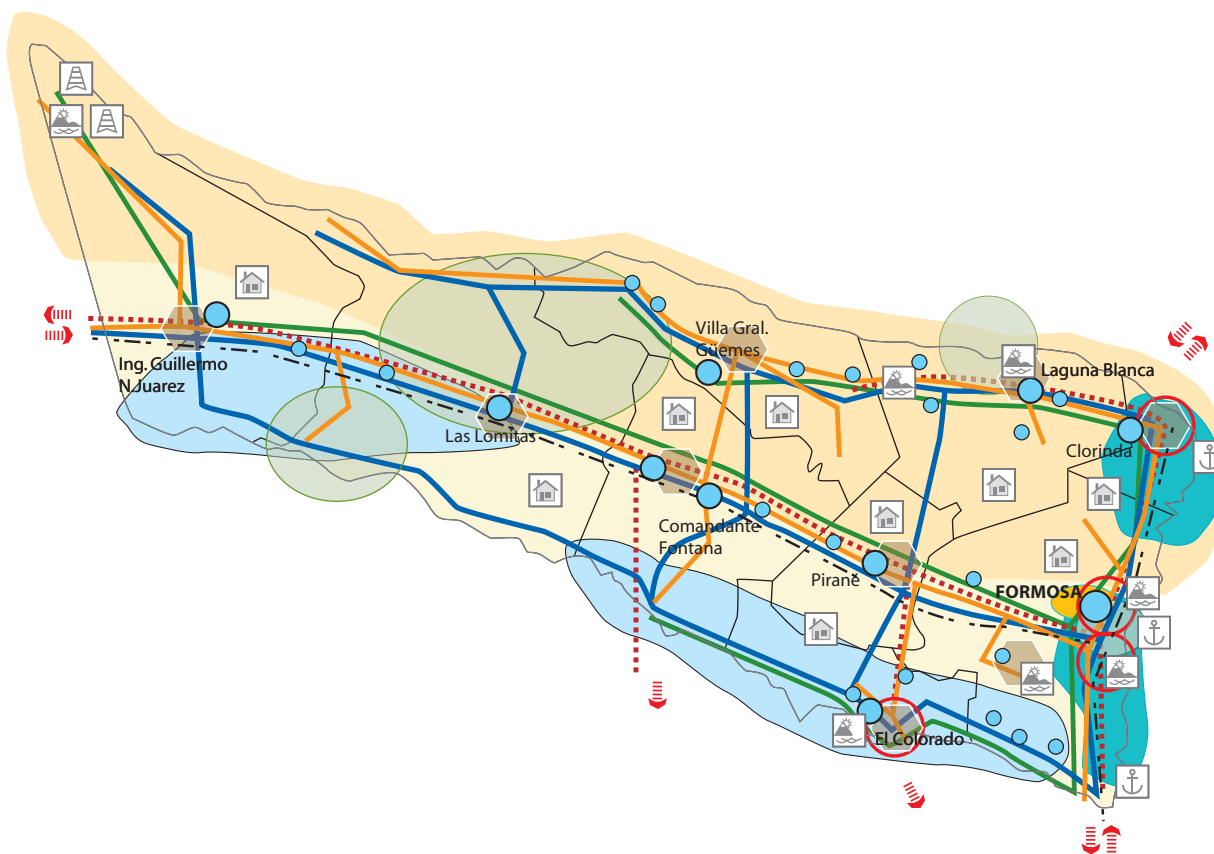 Villa Gral.
Güemes
Ing. Guillermo
N.Juarez
Laguna Blanca
Las Lomitas
Clorinda
Comandante
Fontana
Pirané
FORMOSA
El Colorado